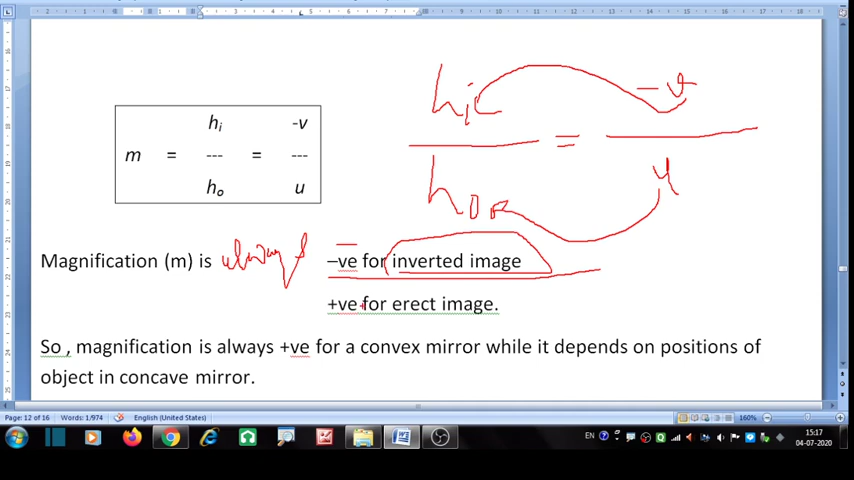 hi = -v
ho u
hi -v
m = --- = ---
ho u
Magnification (m) is always –ve for inverted image
+ve for erect image.
So , magnification is always +ve for a convex mirror while it depends on positions of
object in concave mirror.
Page: 12 of 16 Words: 1/974 English (United States) 160%
EN 15:17
04-07-2020